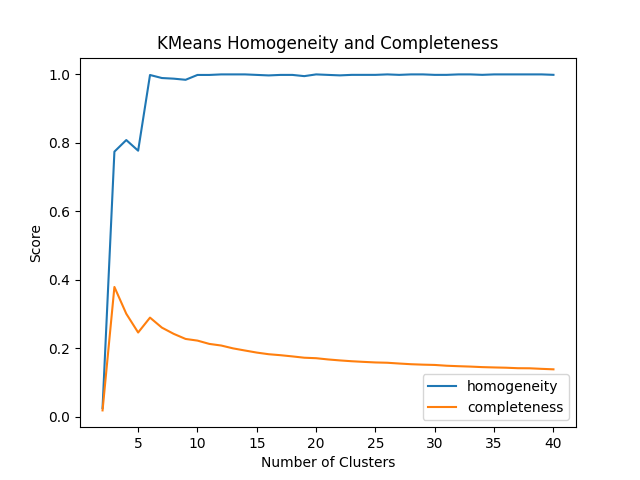 KMeans Homogeneity and Completeness
1.0
0.8
0.6
0.4
0.2
0.0
Score
5 10 15 20 25 30 35 40
Number of Clusters
homogeneity
completeness